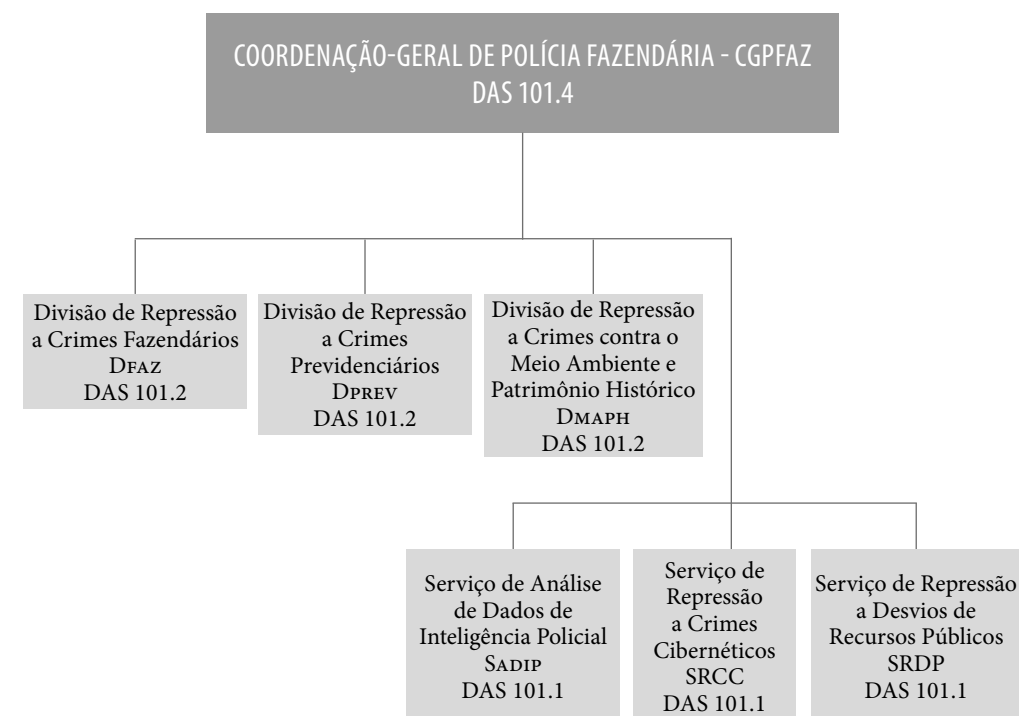 COORDENAÇÃO-GERAL DE POLÍCIA FAZENDÁRIA - CGPFAZ
DAS 101.4
Divisão de Repressão
a Crimes Fazendários
DFAZ
DAS 101.2
Divisão de Repressão
a Crimes
Previdenciários
DPREV
DAS 101.2
Divisão de Repressão
a Crimes contra o
Meio Ambiente e
Patrimônio Histórico
DMAPH
DAS 101.2
Serviço de Análise
de Dados de
Inteligência Policial
SADIP
DAS 101.1
Serviço de
Repressão
a Crimes
Cibernéticos
SRCC
DAS 101.1
Serviço de Repressão
a Desvios de
Recursos Públicos
SRDP
DAS 101.1